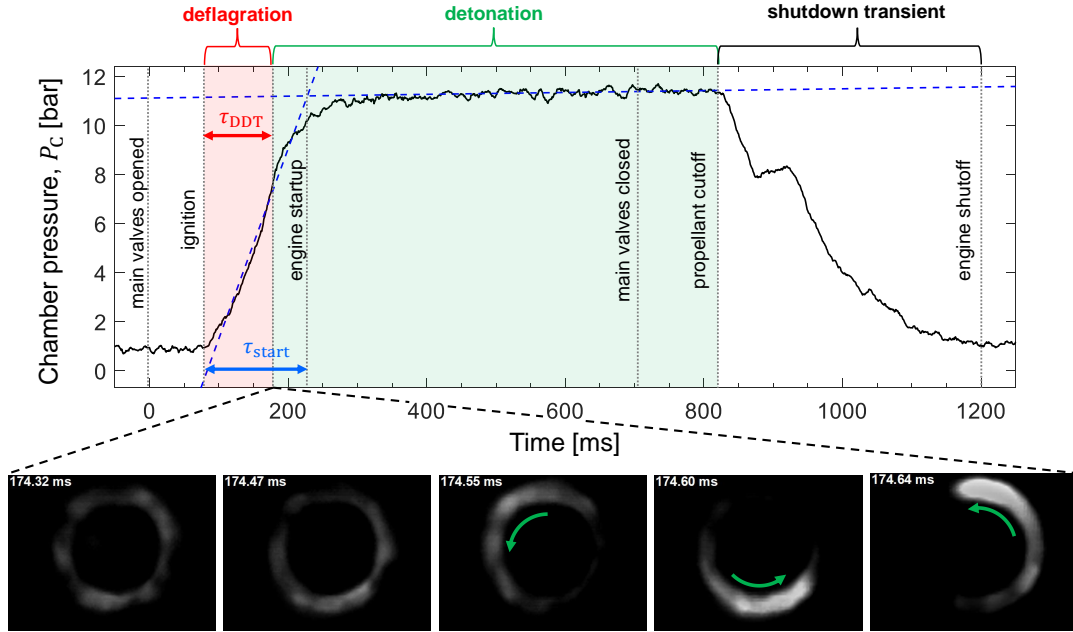 deflagration
detonation
shutdown transient
Chamber pressure, P_C [bar]
12
10
8
6
4
2
0
main valves opened
ignition
τ_DDT
τ_start
engine startup
main valves closed
propellant cutoff
engine shutoff
0
200
400
600
800
1000
1200
Time [ms]
174.32 ms
174.47 ms
174.55 ms
174.60 ms
174.64 ms